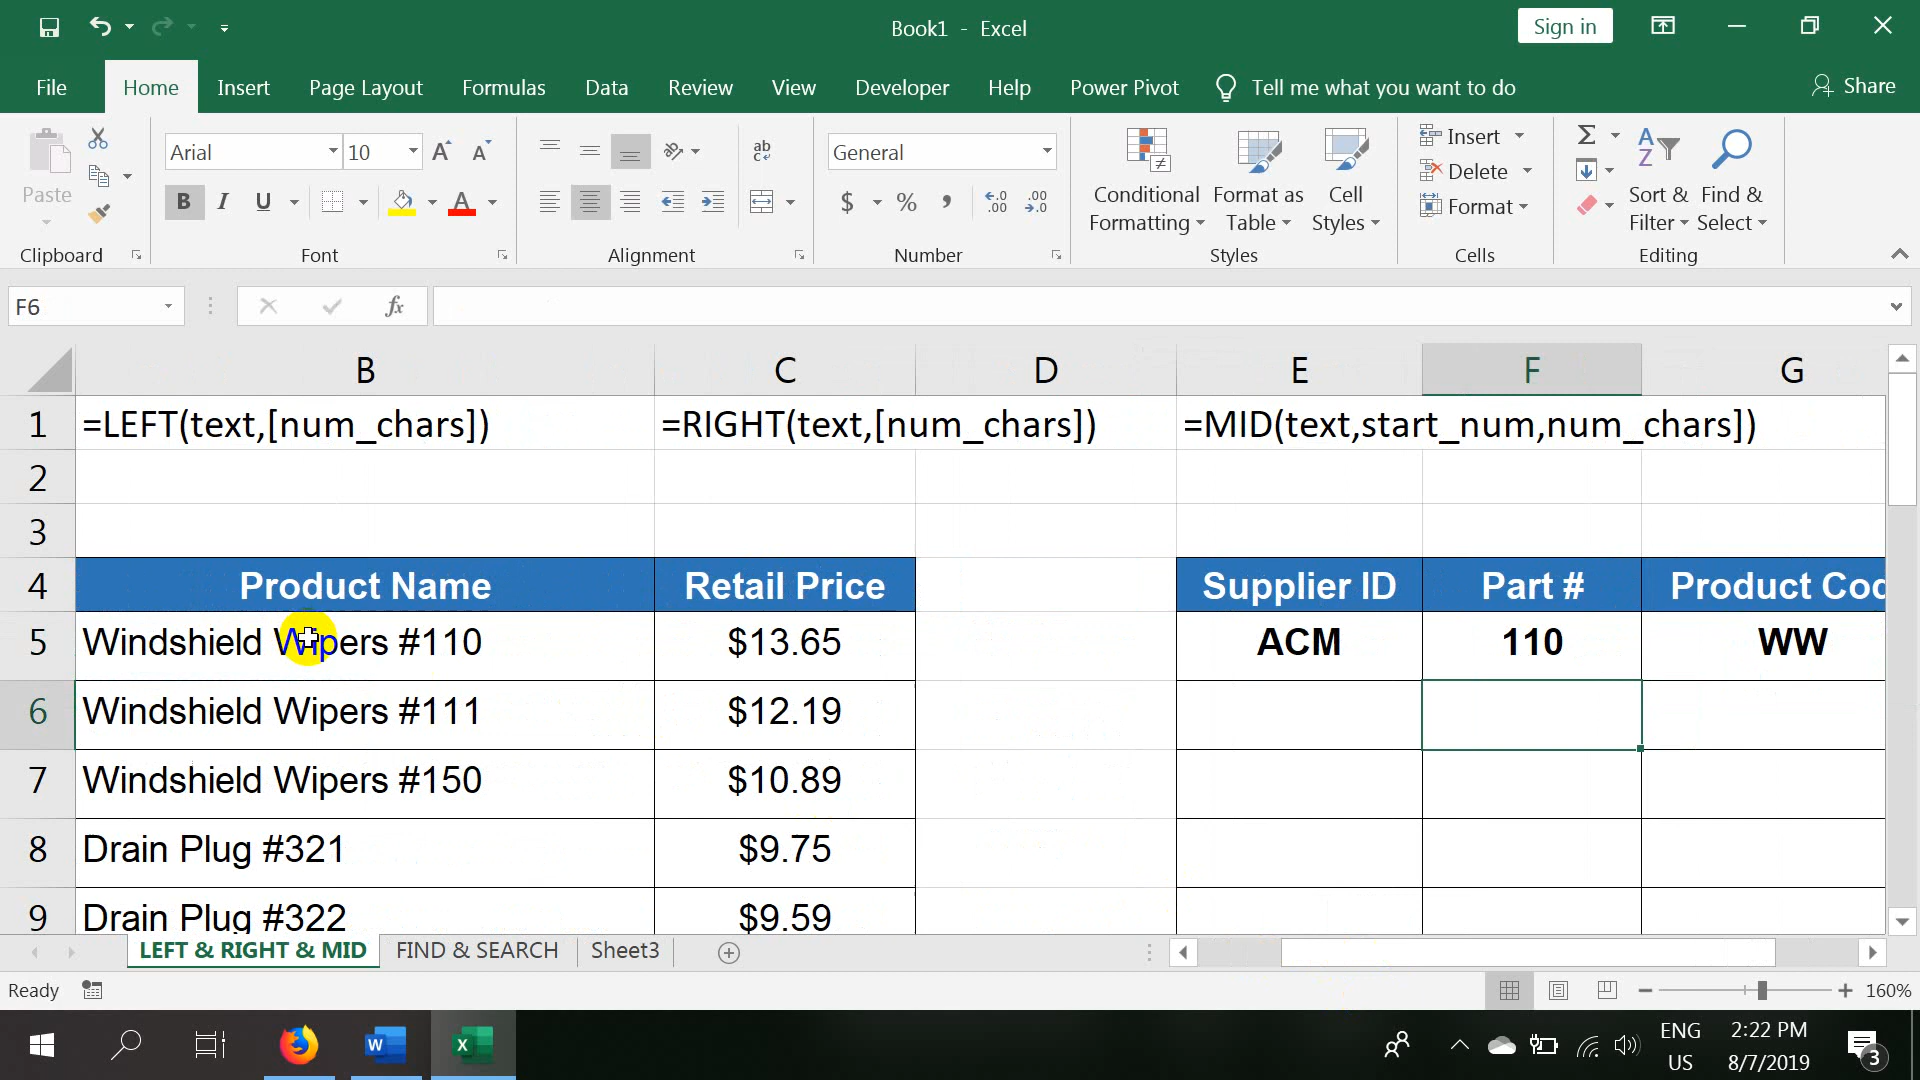 Book1 - Excel
Sign in
File Home Insert Page Layout Formulas Data Review View Developer Help Power Pivot Tell me what you want to do Share
Paste
Clipboard
Arial 10
B I U A
Font
ab
c
Alignment
General
$ % , .00 .00
Number
Conditional Formatting
Format as Table
Cell Styles
Styles
Insert
Delete
Format
Cells
Sort & Filter
Find & Select
Editing
F6 fx
B C D E F G
1 =LEFT(text,[num_chars]) =RIGHT(text,[num_chars]) =MID(text,start_num,num_chars])
2
3
4 Product Name Retail Price Supplier ID Part # Product Cod
5 Windshield Wipers #110 $13.65 ACM 110 WW
6 Windshield Wipers #111 $12.19
7 Windshield Wipers #150 $10.89
8 Drain Plug #321 $9.75
9 Drain Plug #322 $9.59
LEFT & RIGHT & MID FIND & SEARCH Sheet3
Ready 160%
ENG 2:22 PM
US 8/7/2019 3